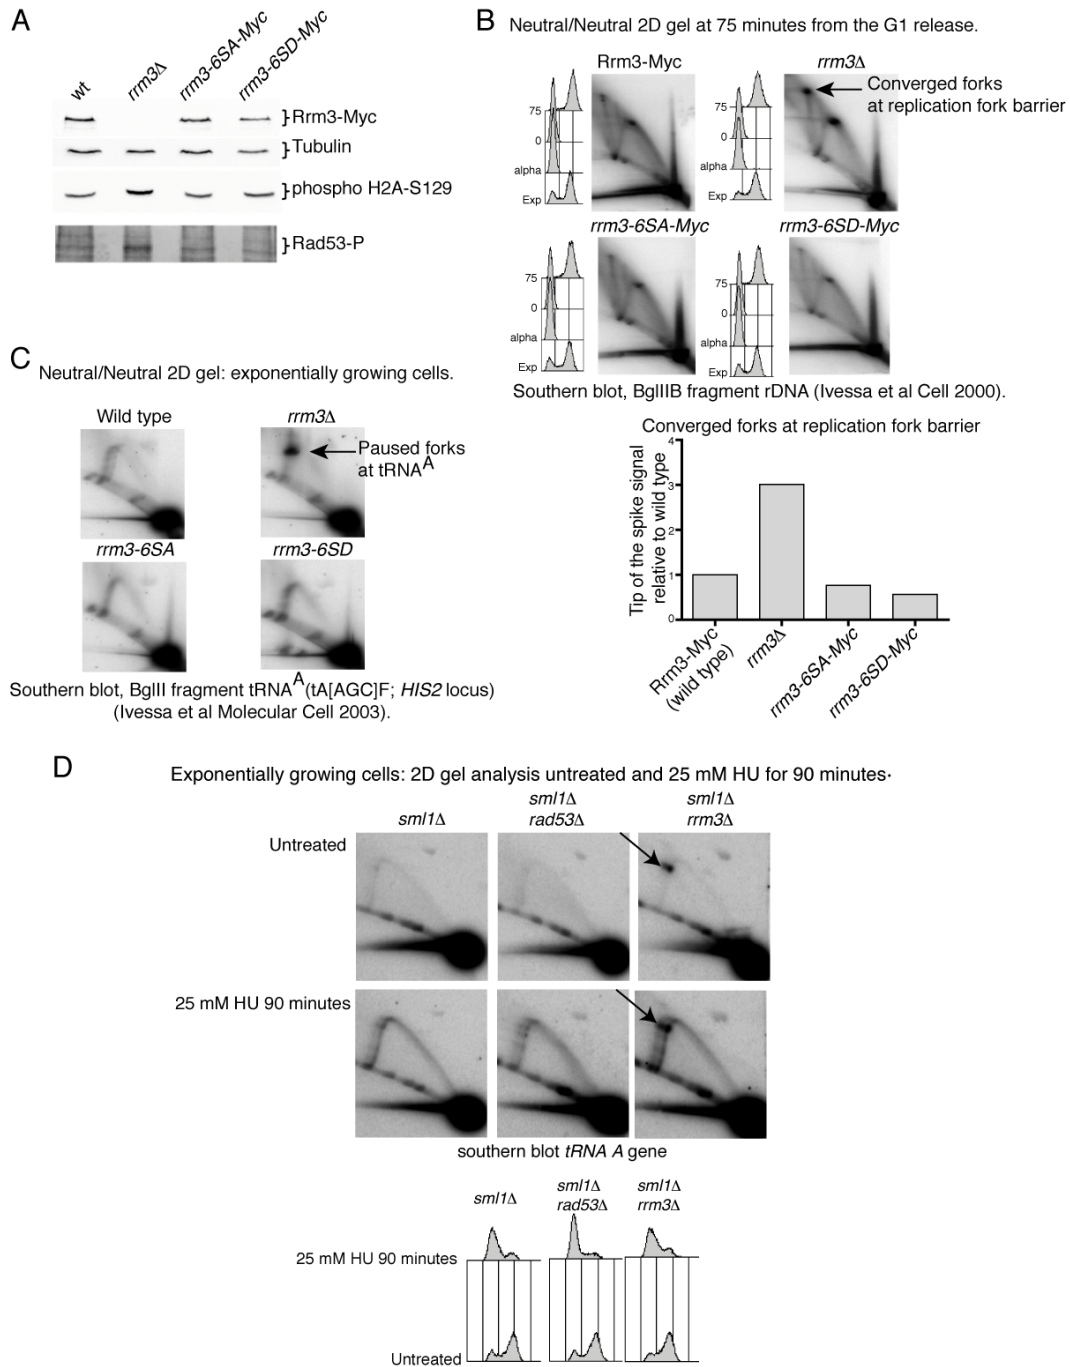 A
wt
rrm3Δ
rrm3-6SA-Myc
rrm3-6SD-Myc
}Rrm3-Myc
}Tubulin
}phospho H2A-S129
}Rad53-P
B
Neutral/Neutral 2D gel at 75 minutes from the G1 release.
Rrm3-Myc
75
0
alpha
Exp
rrm3Δ
75
0
alpha
Exp
Converged forks
at replication fork barrier
rrm3-6SA-Myc
75
0
alpha
Exp
rrm3-6SD-Myc
75
0
alpha
Exp
Southern blot, BglIIB fragment rDNA (Ivessa et al Cell 2000).
Converged forks at replication fork barrier
Tip of the spike signal
relative to wild type
4
3
2
1
0
Rrm3-Myc
(wild type)
rrm3Δ
rrm3-6SA-Myc
rrm3-6SD-Myc
C
Neutral/Neutral 2D gel: exponentially growing cells.
Wild type
rrm3Δ
Paused forks
at tRNA^A
rrm3-6SA
rrm3-6SD
Southern blot, BglII fragment tRNA^A(tA[AGC]F; HIS2 locus)
(Ivessa et al Molecular Cell 2003).
D
Exponentially growing cells: 2D gel analysis untreated and 25 mM HU for 90 minutes·
sml1Δ
sml1Δ
rad53Δ
sml1Δ
rrm3Δ
Untreated
25 mM HU 90 minutes
southern blot tRNA A gene
sml1Δ
sml1Δ
rad53Δ
sml1Δ
rrm3Δ
25 mM HU 90 minutes
Untreated